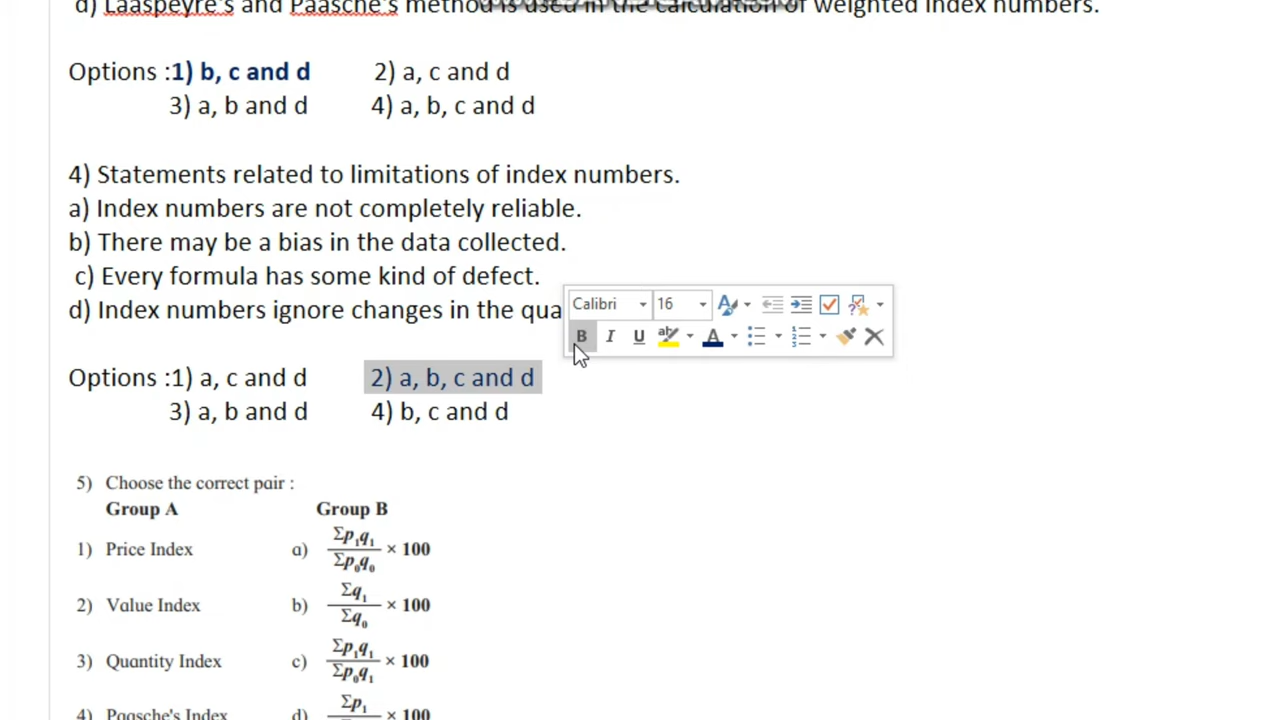 d) Laaspeyre's and Paasche's method is used in the calculation of weighted index numbers.
Options :1) b, c and d 2) a, c and d
3) a, b and d 4) a, b, c and d
4) Statements related to limitations of index numbers.
a) Index numbers are not completely reliable.
b) There may be a bias in the data collected.
c) Every formula has some kind of defect.
d) Index numbers ignore changes in the qua
Calibri 16
B I U ab A
Options :1) a, c and d 2) a, b, c and d
3) a, b and d 4) b, c and d
5) Choose the correct pair :
Group A Group B
1) Price Index a) Σp₁q₁ / Σp₀q₀ × 100
2) Value Index b) Σq₁ / Σq₀ × 100
3) Quantity Index c) Σp₁q₁ / Σp₀q₁ × 100
4) Paasche's Index d) Σp₁ × 100